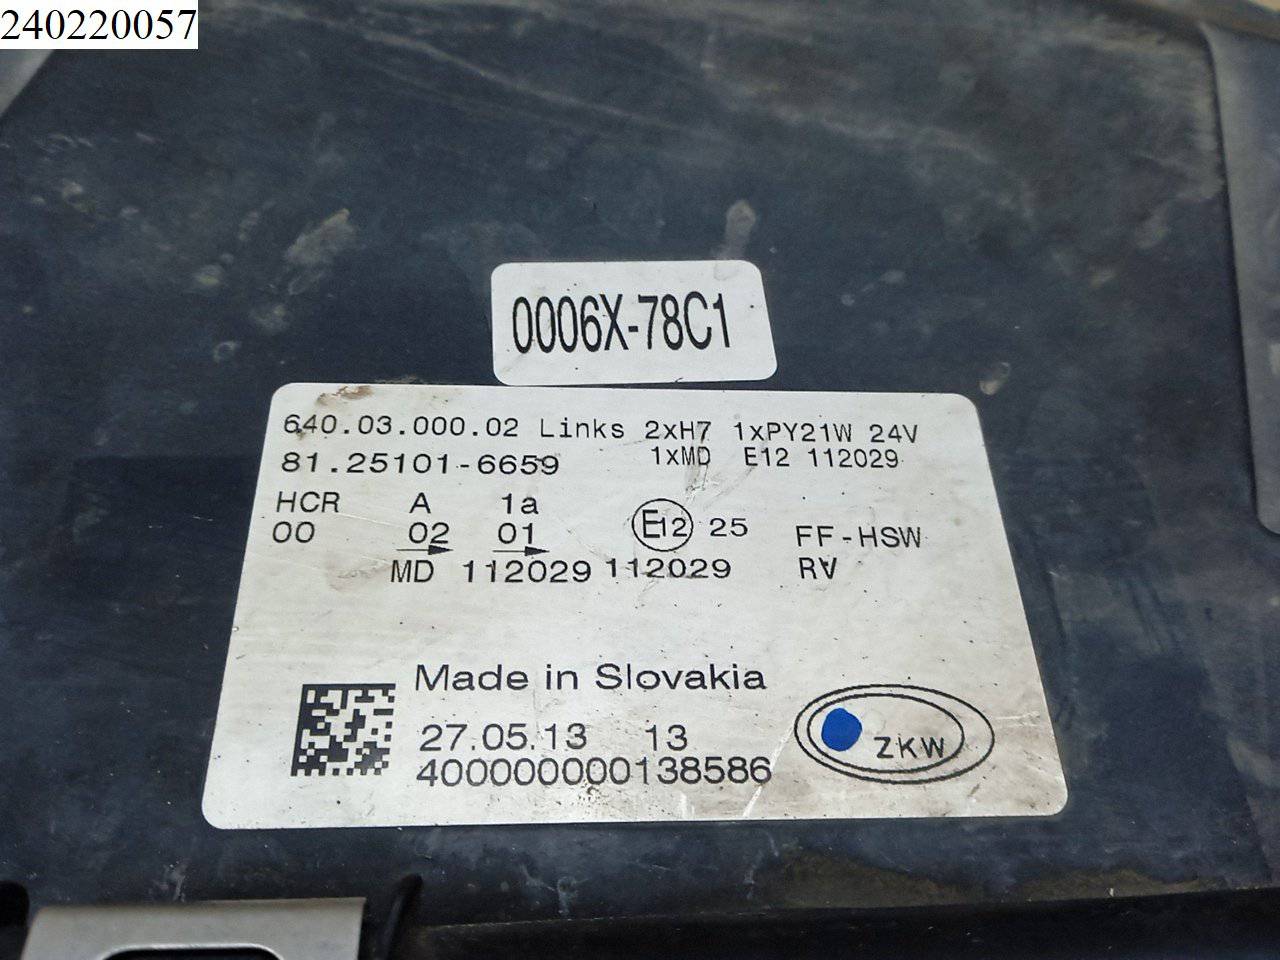 240220057
0006X-78C1
640.03.000.02 Links 2xH7 1xPY21W 24V
81.25101-6659 1xMD E12 112029
HCR A 1a
00 02 01 E12 25 FF-HSW
MD 112029 112029 RV
Made in Slovakia
27.05.13 13
400000000138586
ZKW